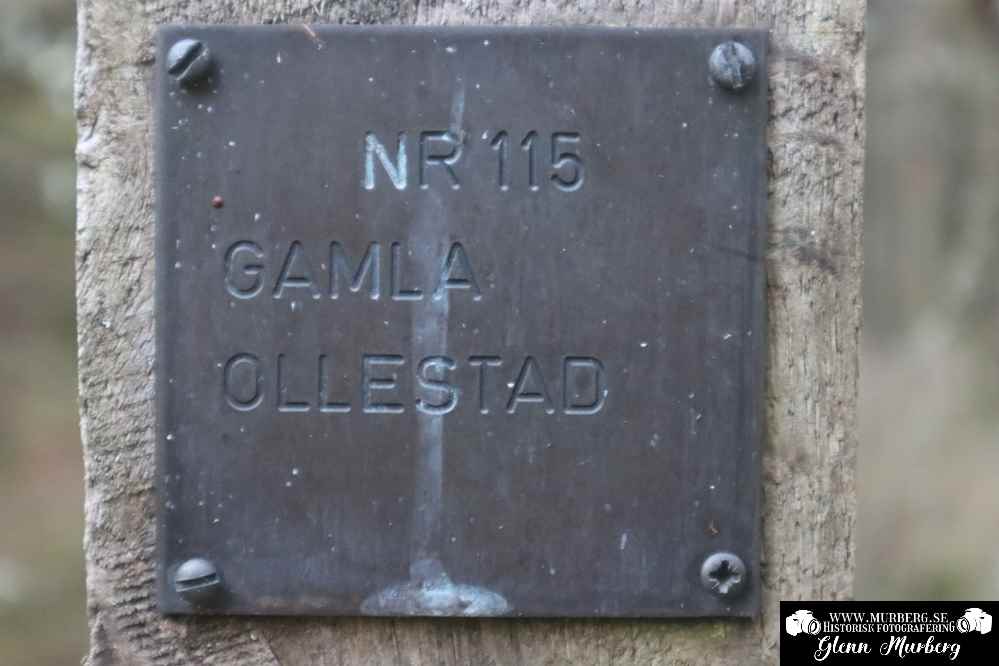 NR 115
GAMLA
OLLESTAD
WWW.MURBERG.SE
HISTORISK FOTOGRAFERING
Glenn Murberg